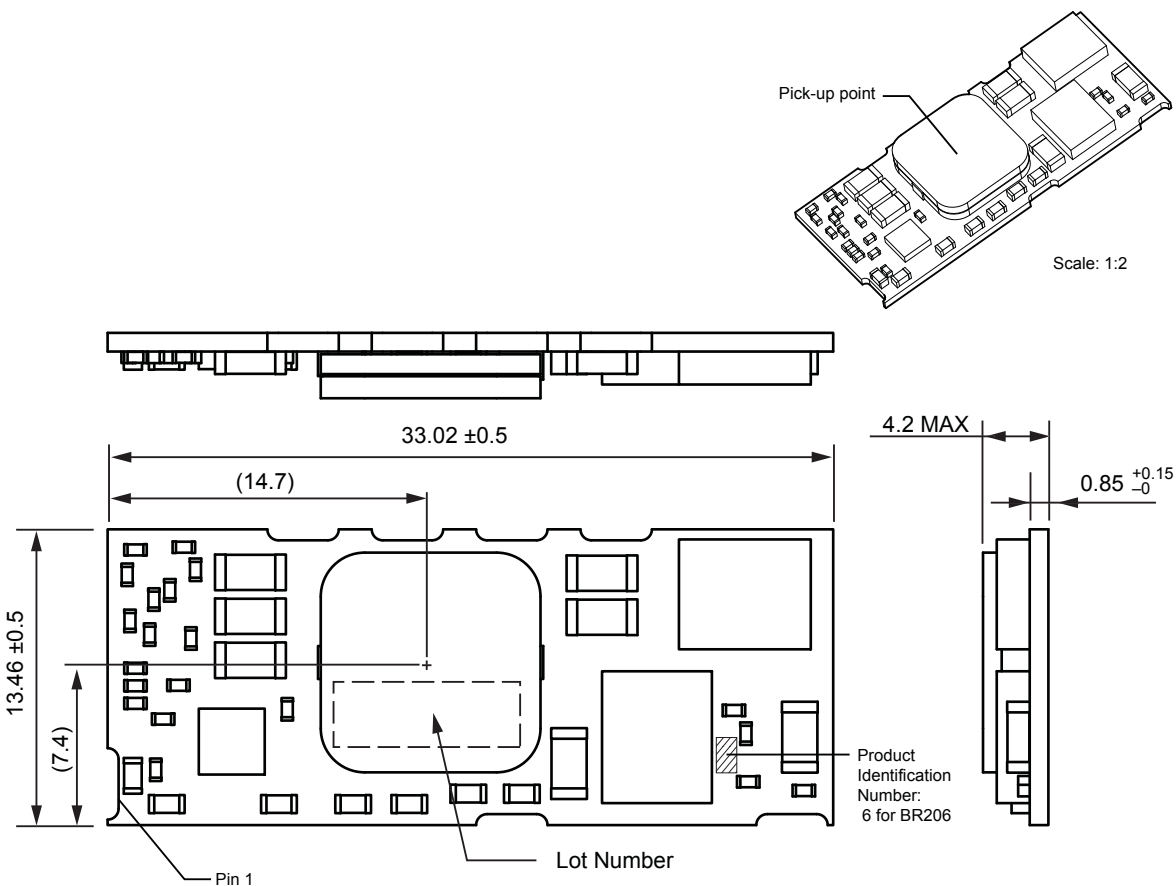 Pick-up point
Scale: 1:2
33.02 ±0.5
4.2 MAX
(14.7)
0.85 +0.15 –0
13.46 ±0.5
(7.4)
Product
Identification
Number:
6 for BR206
Lot Number
Pin 1